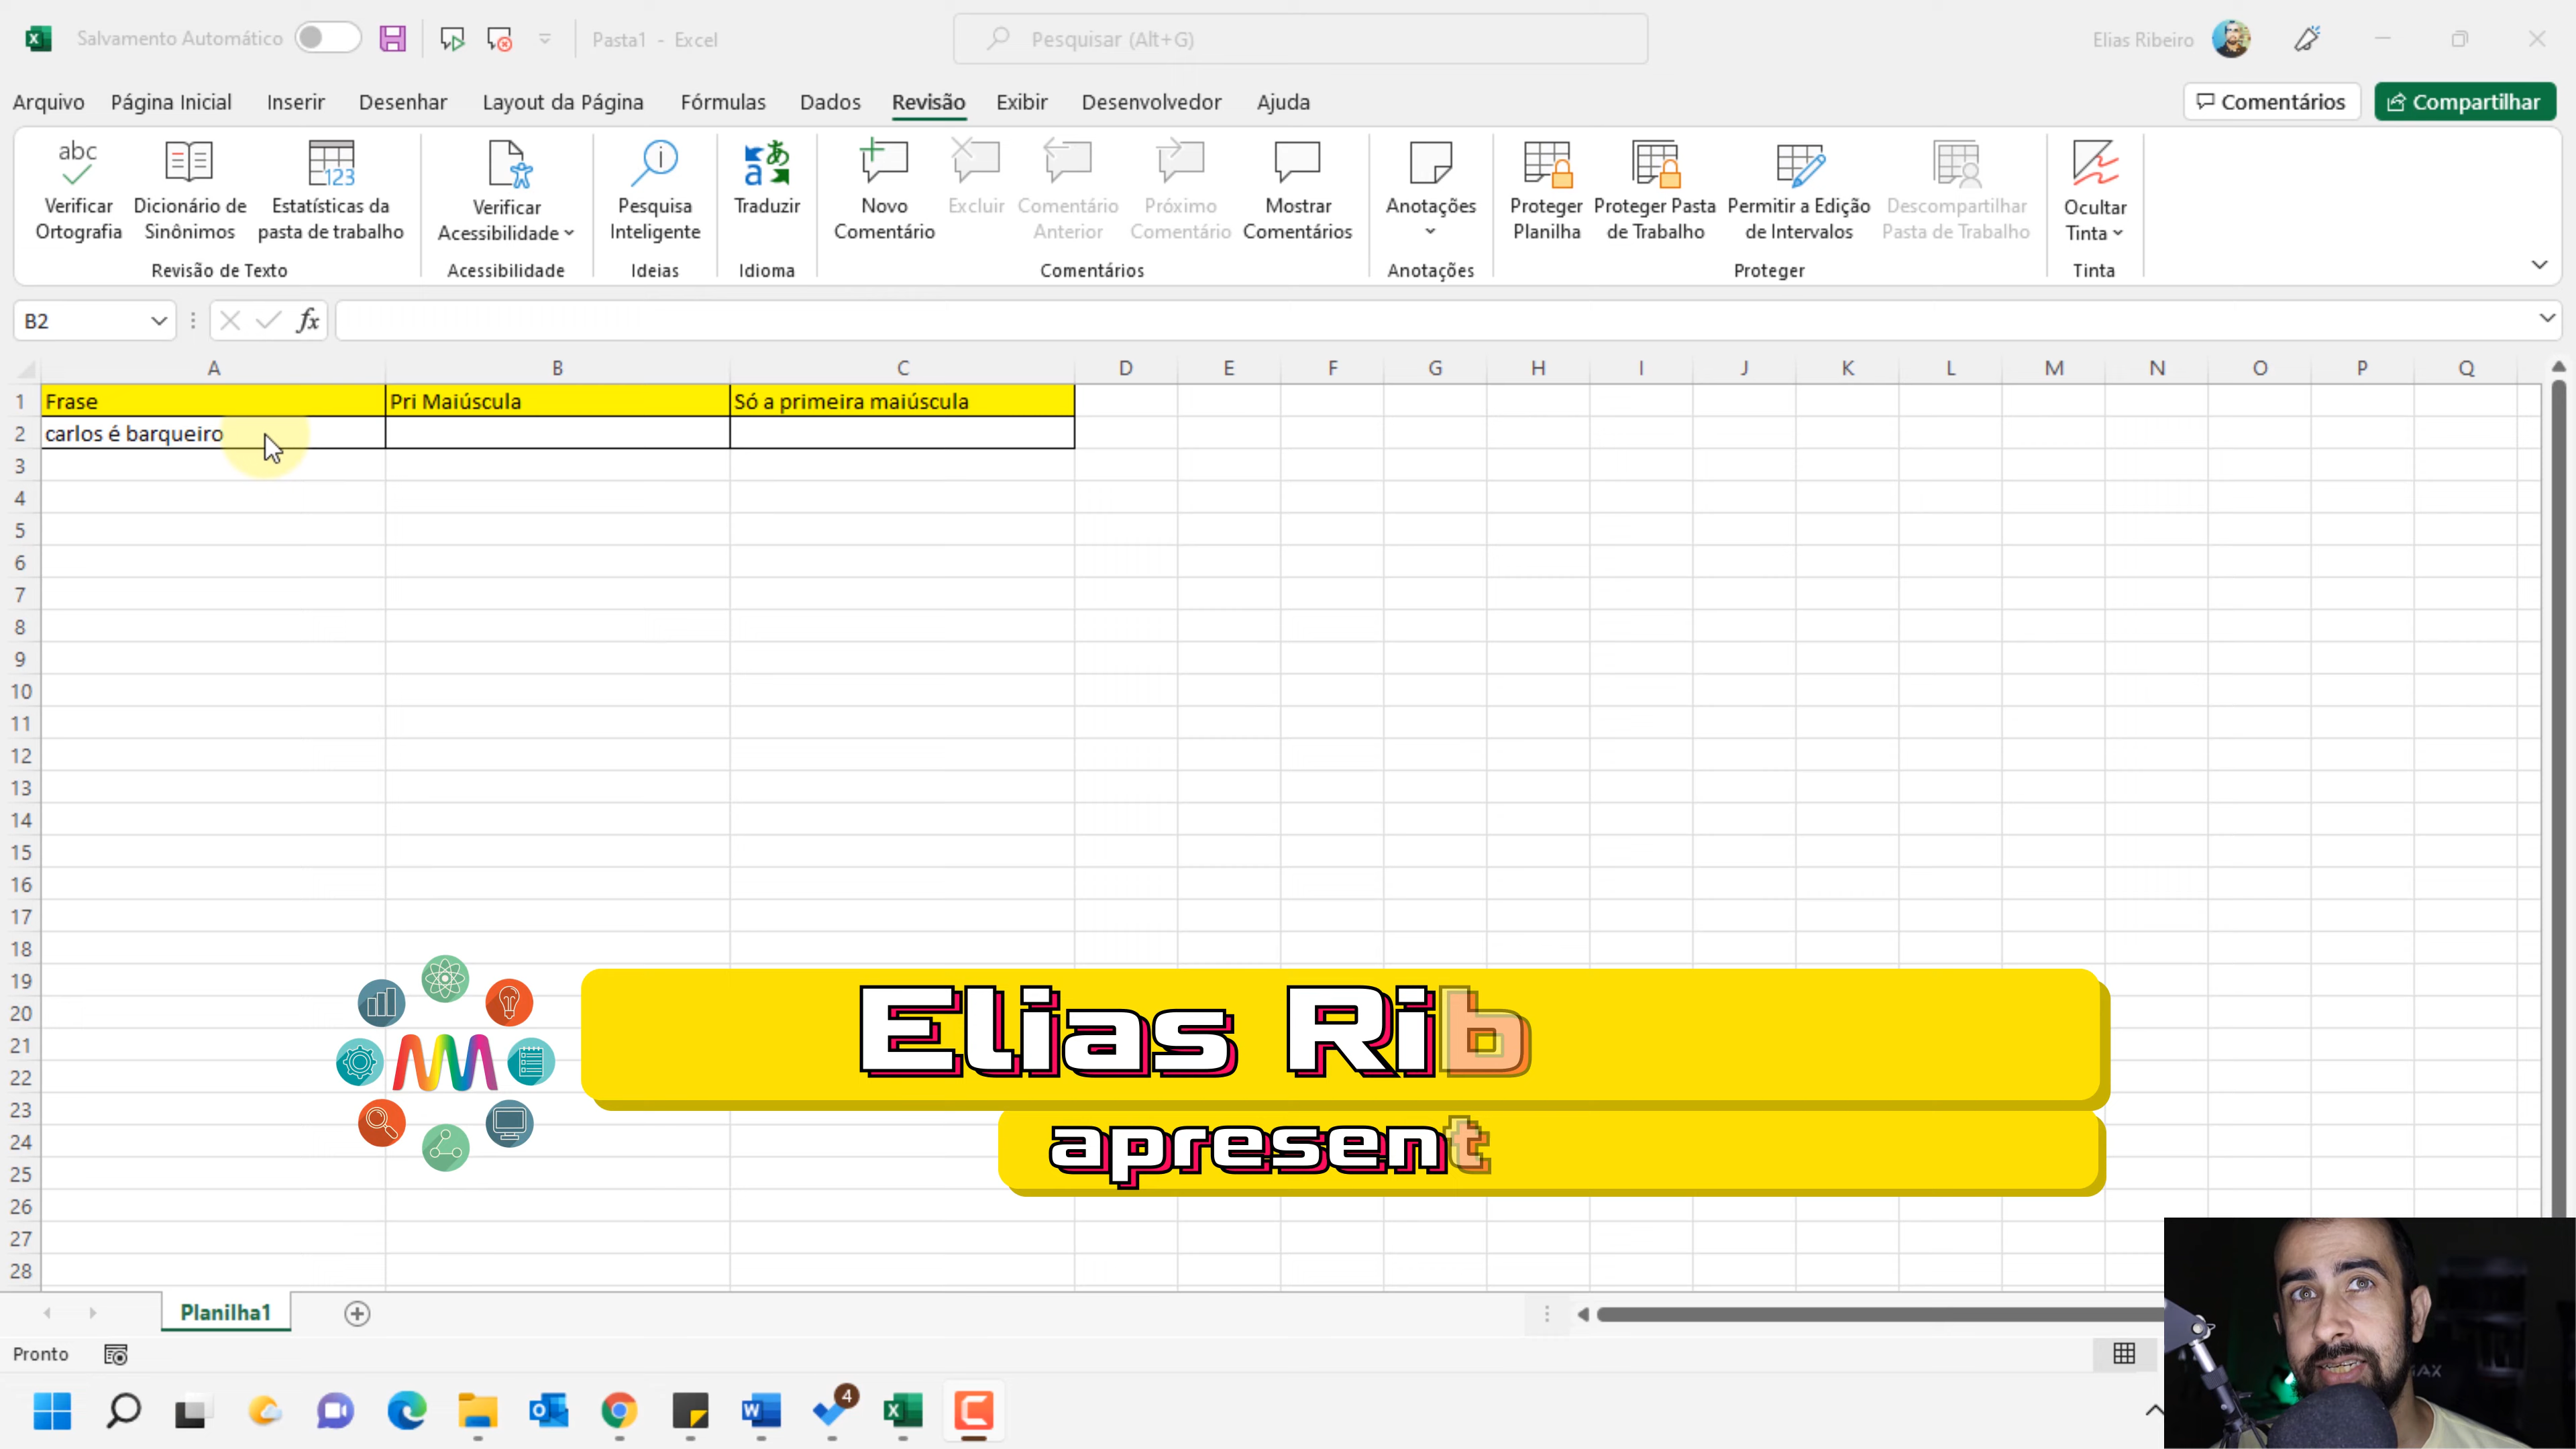 Salvamento Automático Pasta1 - Excel Pesquisar (Alt+G) Elias Ribeiro
Arquivo Página Inicial Inserir Desenhar Layout da Página Fórmulas Dados Revisão Exibir Desenvolvedor Ajuda Comentários Compartilhar
abc
123
a あ
Verificar Ortografia
Dicionário de Sinônimos
Estatísticas da pasta de trabalho
Verificar Acessibilidade
Pesquisa Inteligente
Traduzir
Novo Comentário
Excluir
Comentário Anterior
Próximo Comentário
Mostrar Comentários
Anotações
Proteger Planilha
Proteger Pasta de Trabalho
Permitir a Edição de Intervalos
Descompartilhar Pasta de Trabalho
Ocultar Tinta
Revisão de Texto Acessibilidade Ideias Idioma Comentários Anotações Proteger Tinta
B2 fx
A B C D E F G H I J K L M N O P Q
1 Frase Pri Maiúscula Só a primeira maiúscula
2 carlos é barqueiro
3
4
5
6
7
8
9
10
11
12
13
14
15
16
17
18
19
20
21
22
23
24
25
26
27
28
Elias Rib
apresent
Planilha1
Pronto
4